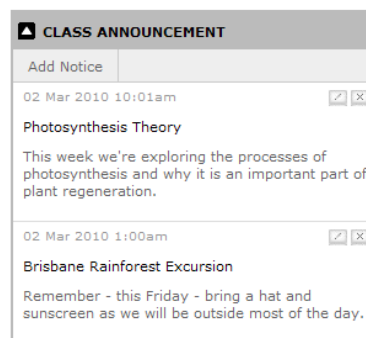 CLASS ANNOUNCEMENT
Add Notice
02 Mar 2010 10:01am
Photosynthesis Theory
This week we're exploring the processes of
photosynthesis and why it is an important part of
plant regeneration.
02 Mar 2010 1:00am
Brisbane Rainforest Excursion
Remember - this Friday - bring a hat and
sunscreen as we will be outside most of the day.